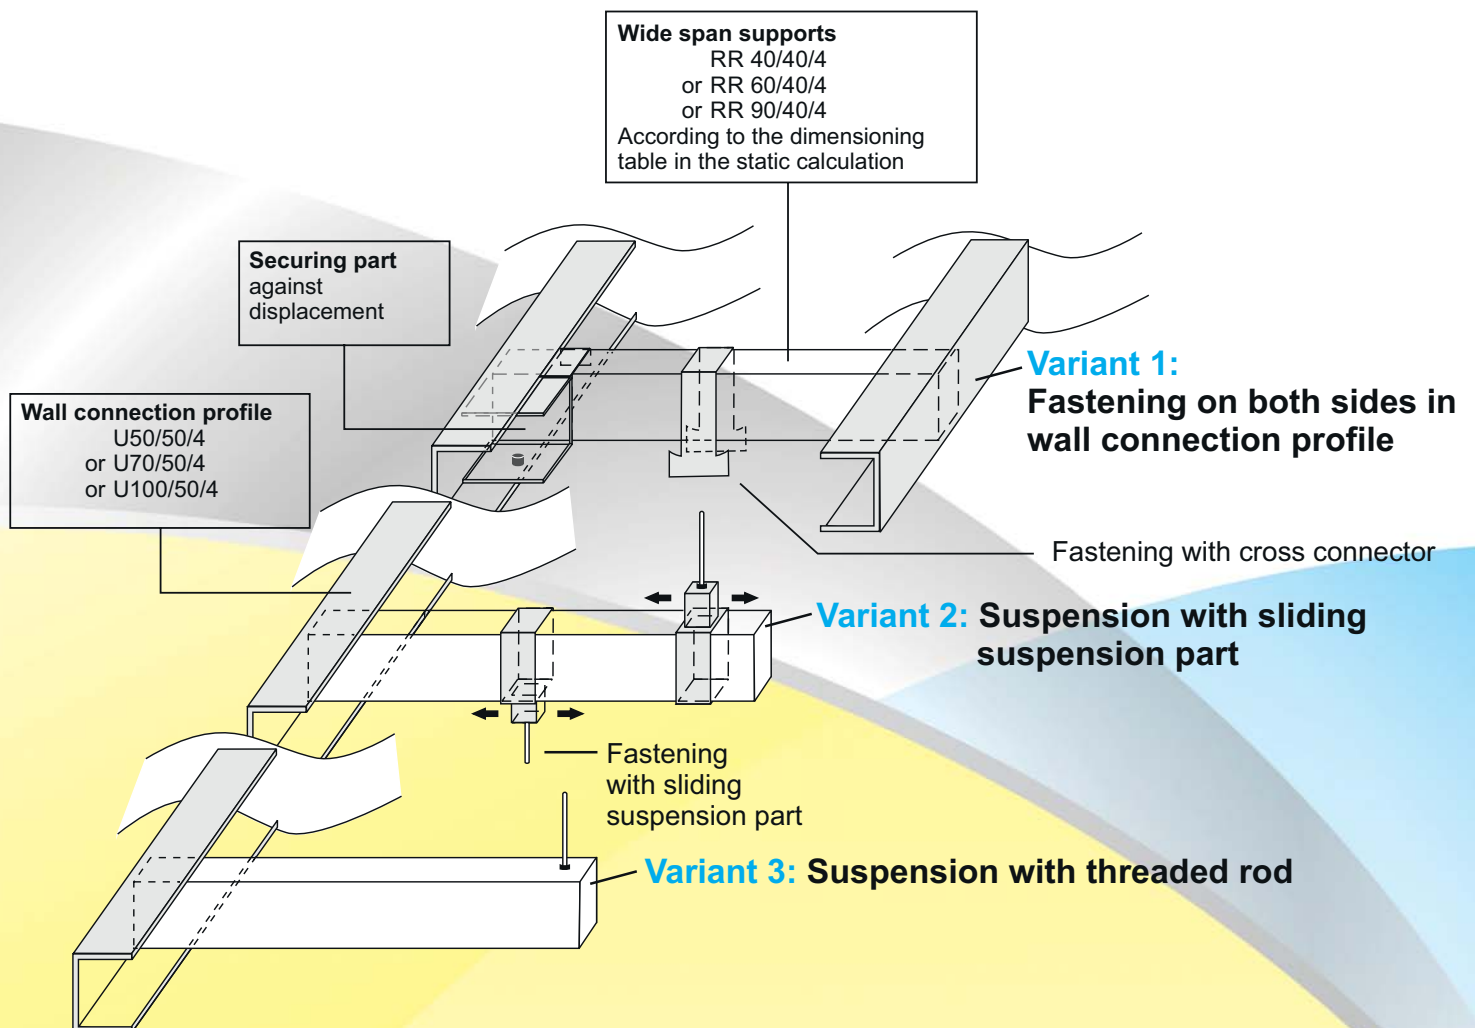 Wide span supports
RR 40/40/4
or RR 60/40/4
or RR 90/40/4
According to the dimensioning
table in the static calculation
Securing part
against
displacement
Wall connection profile
U50/50/4
or U70/50/4
or U100/50/4
Variant 1:
Fastening on both sides in
wall connection profile
Fastening with cross connector
Variant 2: Suspension with sliding
suspension part
Fastening
with sliding
suspension part
Variant 3: Suspension with threaded rod